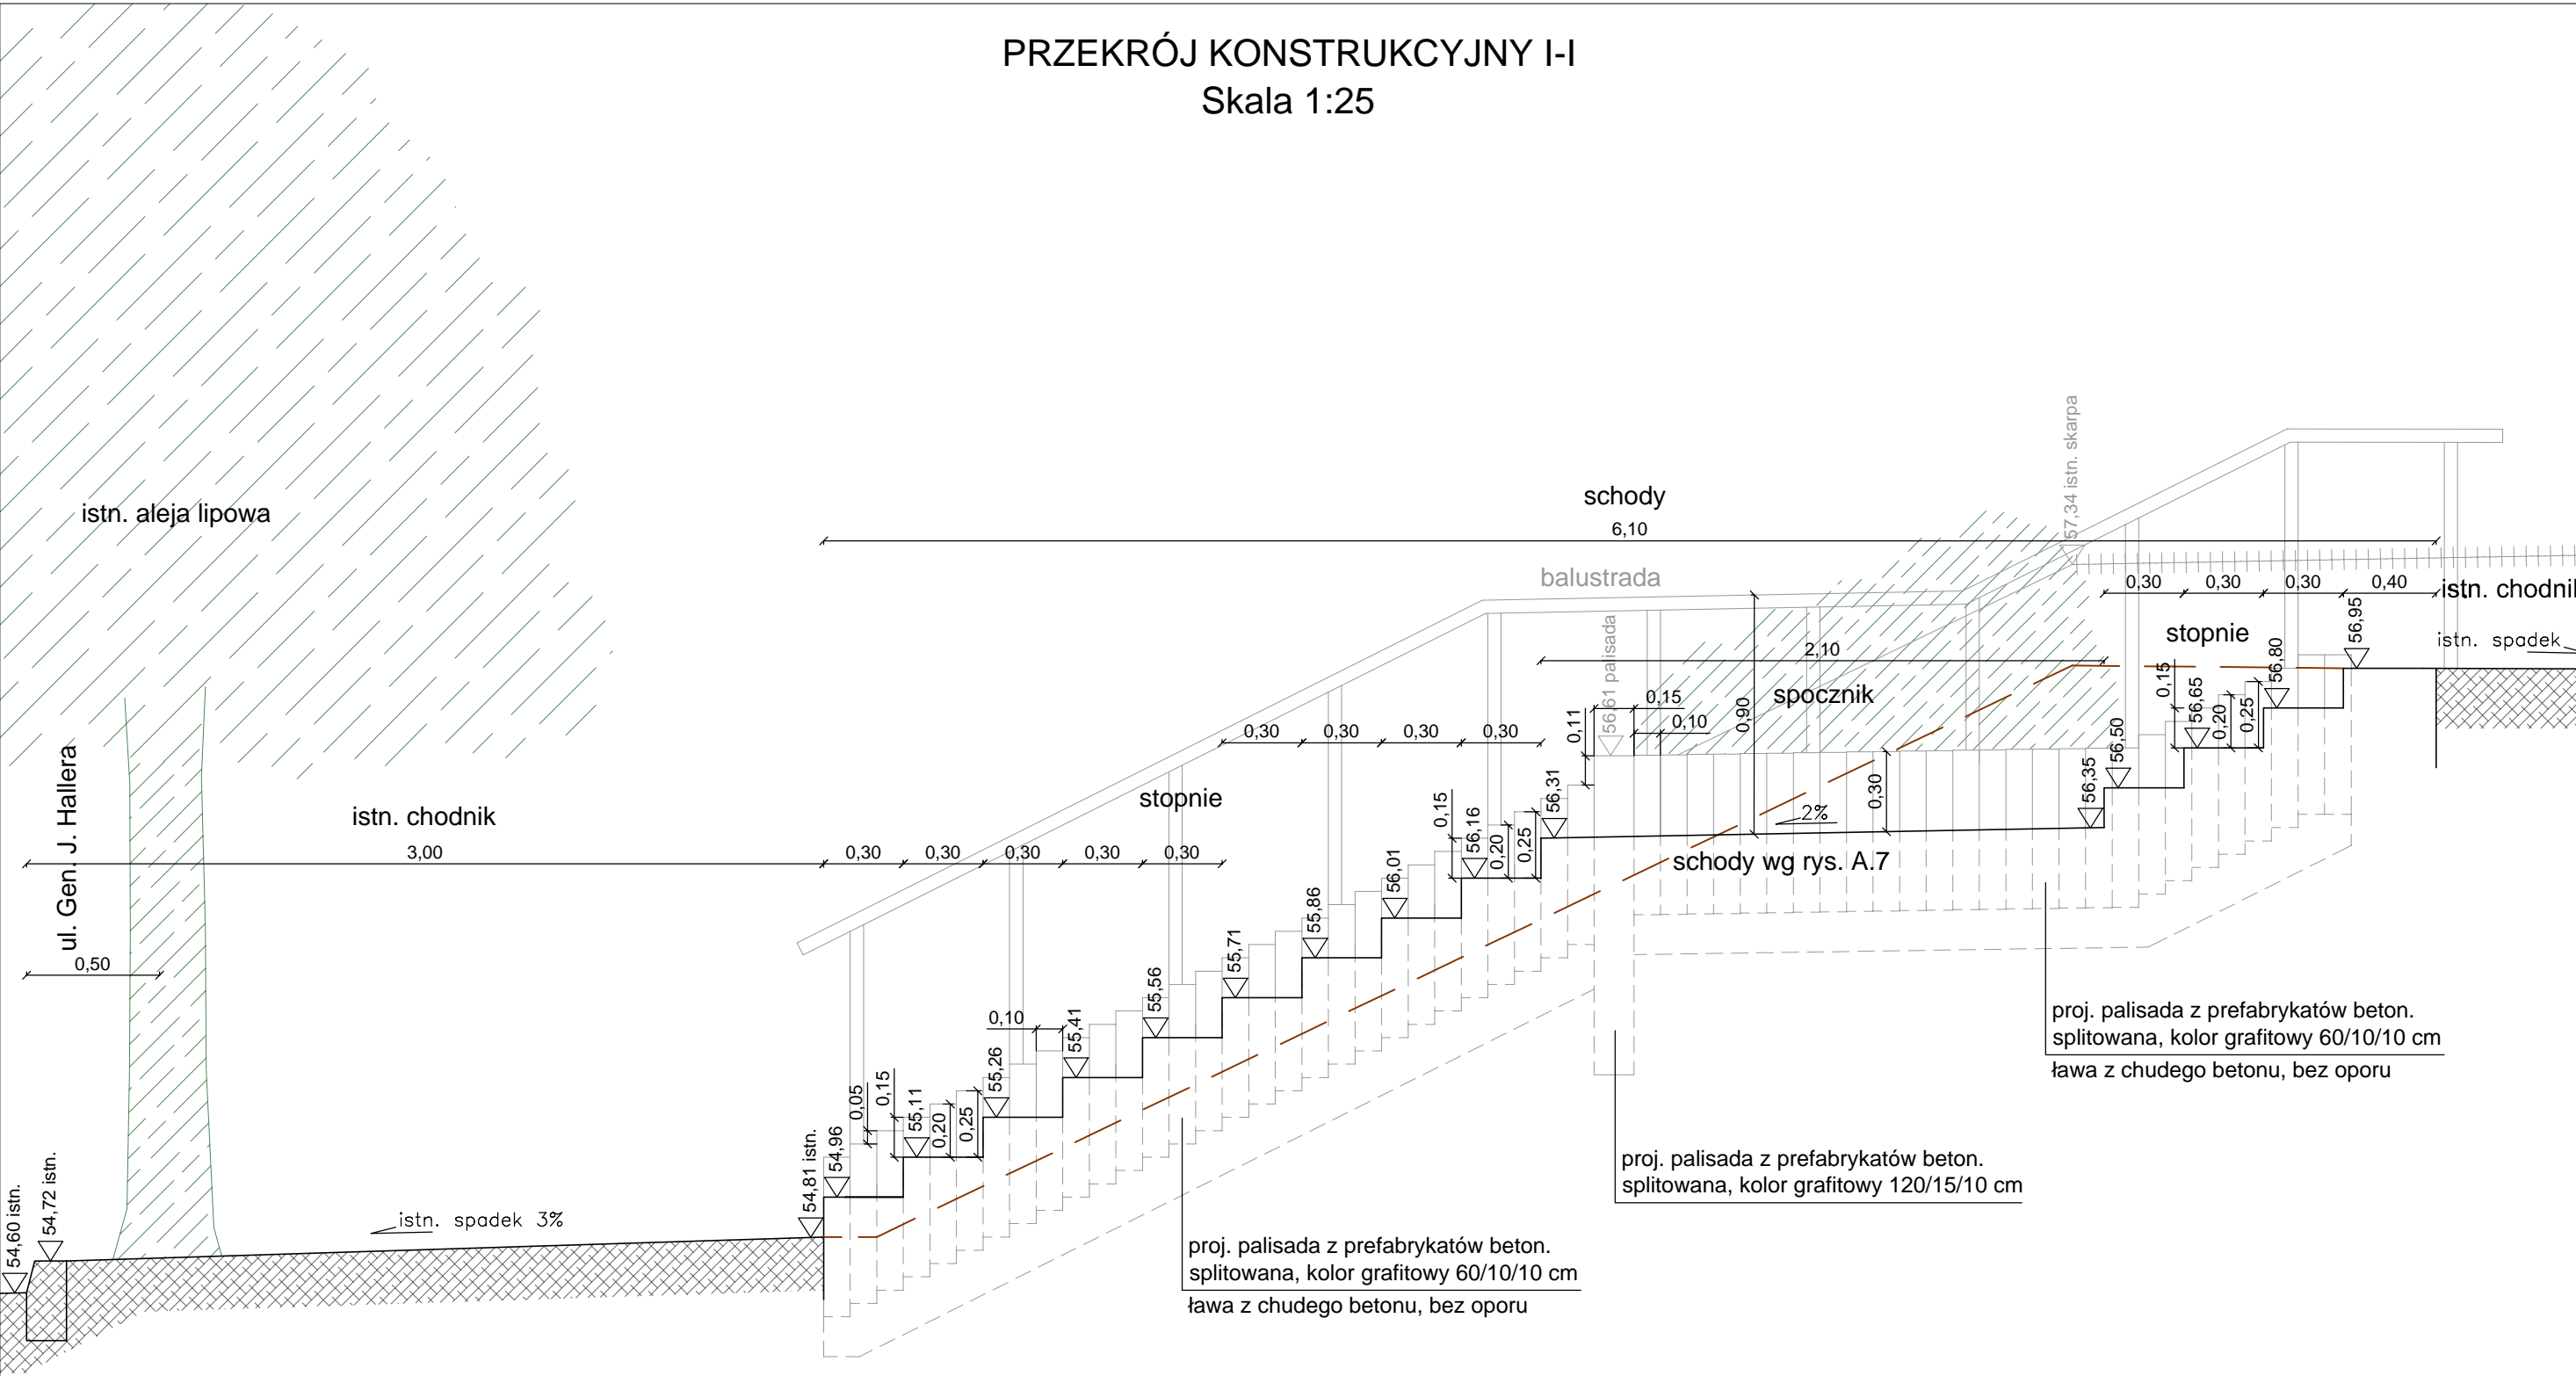 PRZEKRÓJ KONSTRUKCYJNY I-I
Skala 1:25
istn. aleja lipowa
schody
6,10
57,34 istn. skarpa
balustrada
0,30
0,30
0,30
0,40
istn. chodnik
stopnie
istn. spadek
56,95
56,80
0,15
56,65
0,20
0,25
56,50
56,35
2,10
spocznik
56,61 palisada
0,15
0,10
0,11
0,90
0,30
2%
schody wg rys. A.7
0,30
0,30
0,30
0,30
56,31
0,15
56,16
0,20
0,25
56,01
55,86
55,71
stopnie
55,56
ul. Gen. J. Hallera
istn. chodnik
3,00
0,30
0,30
0,30
0,30
0,30
0,50
0,10
55,41
55,26
0,05
0,15
55,11
0,20
0,25
54,96
54,81 istn.
54,60 istn.
54,72 istn.
istn. spadek 3%
proj. palisada z prefabrykatów beton.
splitowana, kolor grafitowy 60/10/10 cm
ława z chudego betonu, bez oporu
proj. palisada z prefabrykatów beton.
splitowana, kolor grafitowy 120/15/10 cm
proj. palisada z prefabrykatów beton.
splitowana, kolor grafitowy 60/10/10 cm
ława z chudego betonu, bez oporu